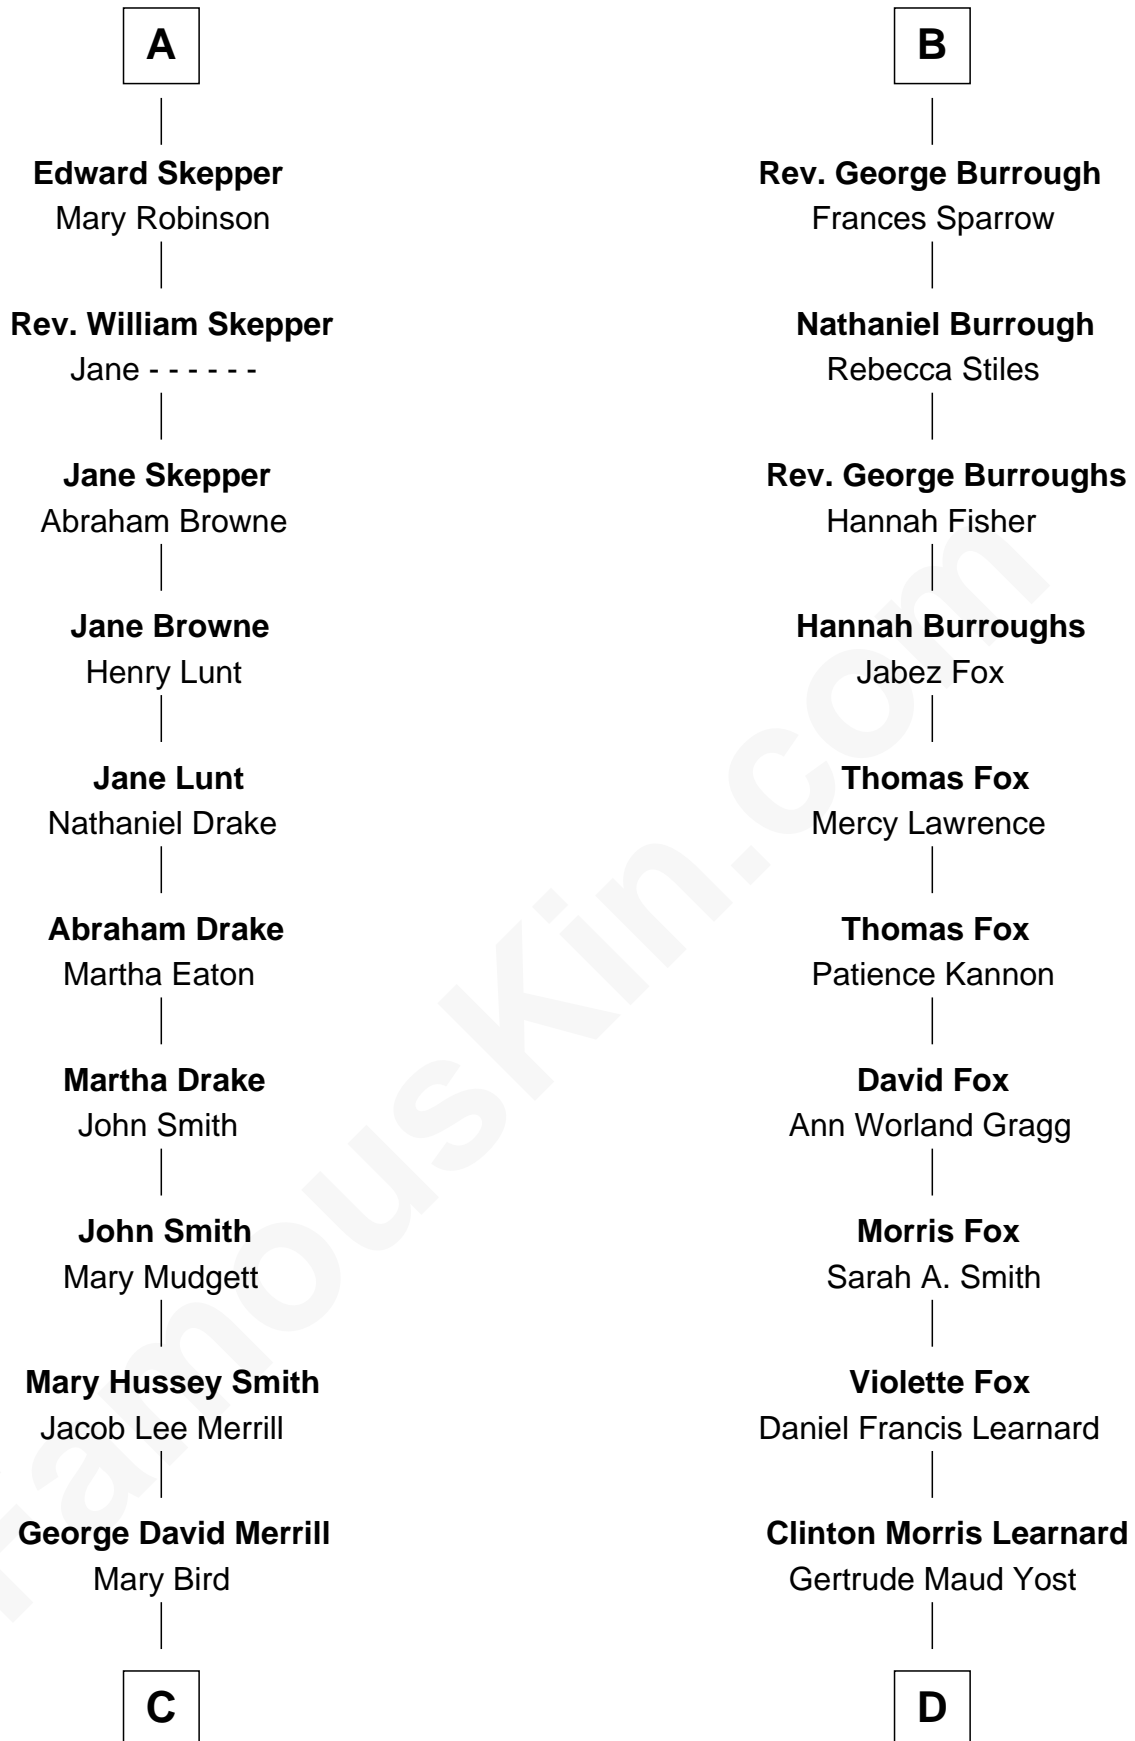 A
Edward Skepper
Mary Robinson
Rev. William Skepper
Jane - - - - - -
Jane Skepper
Abraham Browne
Jane Browne
Henry Lunt
Jane Lunt
Nathaniel Drake
Abraham Drake
Martha Eaton
Martha Drake
John Smith
John Smith
Mary Mudgett
Mary Hussey Smith
Jacob Lee Merrill
George David Merrill
Mary Bird
C
B
Rev. George Burrough
Frances Sparrow
Nathaniel Burrough
Rebecca Stiles
Rev. George Burroughs
Hannah Fisher
Hannah Burroughs
Jabez Fox
Thomas Fox
Mercy Lawrence
Thomas Fox
Patience Kannon
David Fox
Ann Worland Gragg
Morris Fox
Sarah A. Smith
Violette Fox
Daniel Francis Learnard
Clinton Morris Learnard
Gertrude Maud Yost
D
FamousKin.com